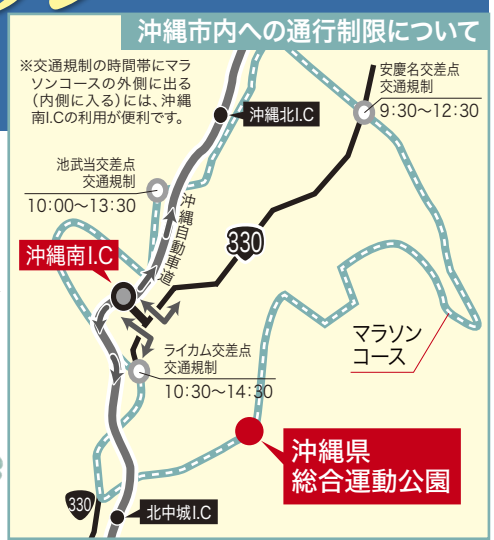 沖縄市内への通行制限について
※交通規制の時間帯にマラ
ソンコースの外側に出る
(内側に入る)には、沖縄
南I.Cの利用が便利です。
安慶名交差点
交通規制
9:30〜12:30
沖縄北I.C
池武当交差点
交通規制
10:00〜13:30
沖縄自動車道
330
沖縄南I.C
マラソン
コース
ライカム交差点
交通規制
10:30〜14:30
沖縄県
総合運動公園
330
北中城I.C